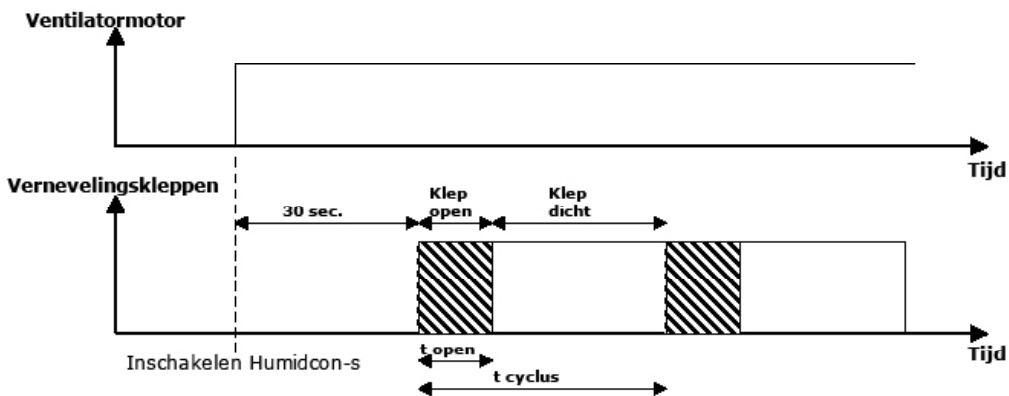 Ventilatormotor
Tijd
Vernevelingskleppen
30 sec.
Klep
open
Klep
dicht
Tijd
Inschakelen Humidcon-s
t open
t cyclus